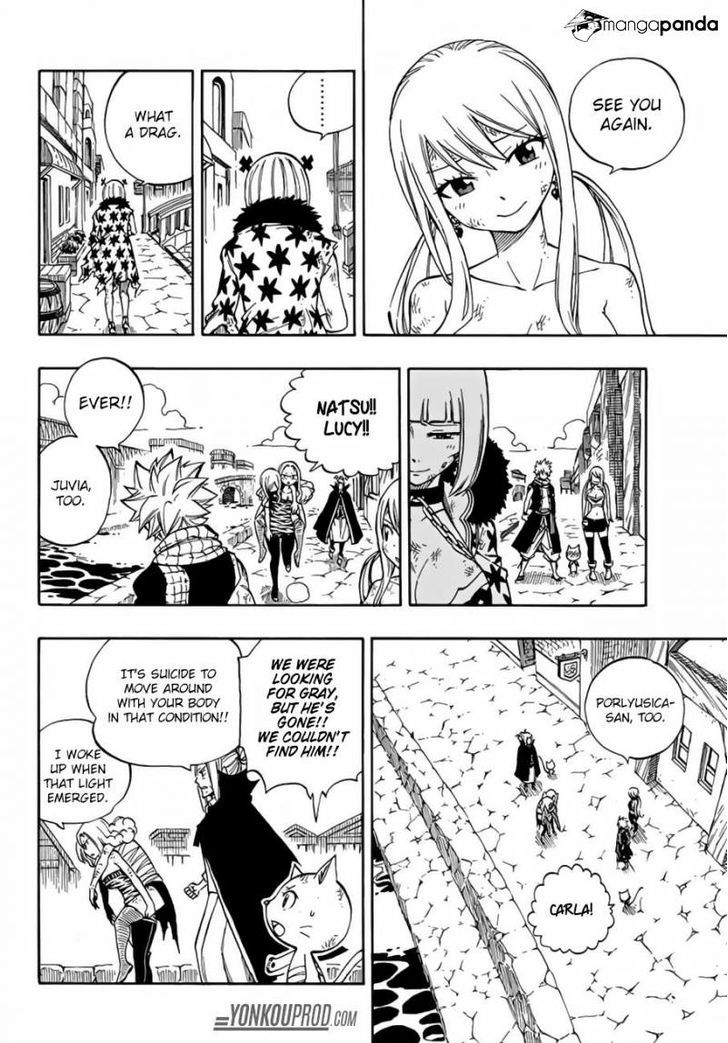 mangapanda
SEE YOU
AGAIN.
.......
WHAT
A DRAG.
NATSU!!
LUCY!!
EVER!!
JUVIA,
TOO.
PORLYUSICA-
SAN, TOO.
CARLA!
WE WERE
LOOKING
FOR GRAY,
BUT HE'S
GONE!!
WE COULDN'T
FIND HIM!!
IT'S SUICIDE TO
MOVE AROUND
WITH YOUR BODY
IN THAT CONDITION!!
I WOKE
UP WHEN
THAT LIGHT
EMERGED.
=YONKOUPROD.COM